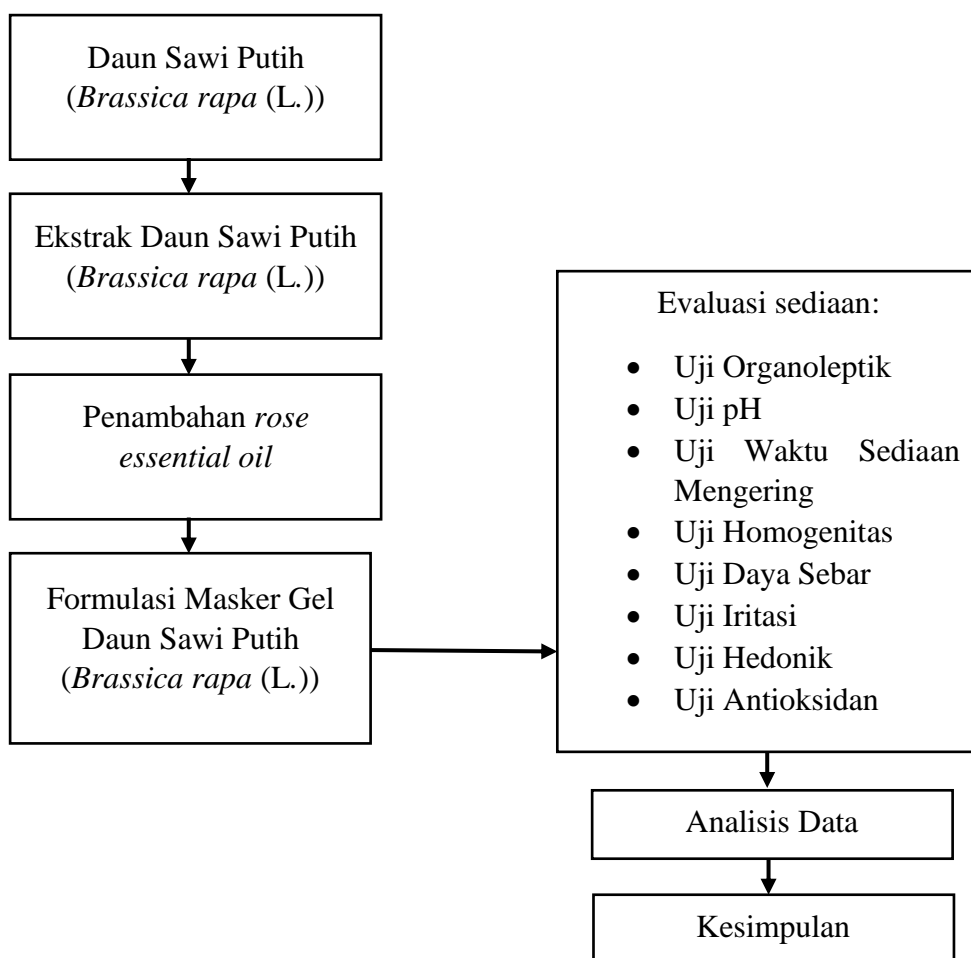 Daun Sawi Putih
(Brassica rapa (L.))
Ekstrak Daun Sawi Putih
(Brassica rapa (L.))
Penambahan rose
essential oil
Formulasi Masker Gel
Daun Sawi Putih
(Brassica rapa (L.))
Evaluasi sediaan:
• Uji Organoleptik
• Uji pH
• Uji Waktu Sediaan
Mengering
• Uji Homogenitas
• Uji Daya Sebar
• Uji Iritasi
• Uji Hedonik
• Uji Antioksidan
Analisis Data
Kesimpulan